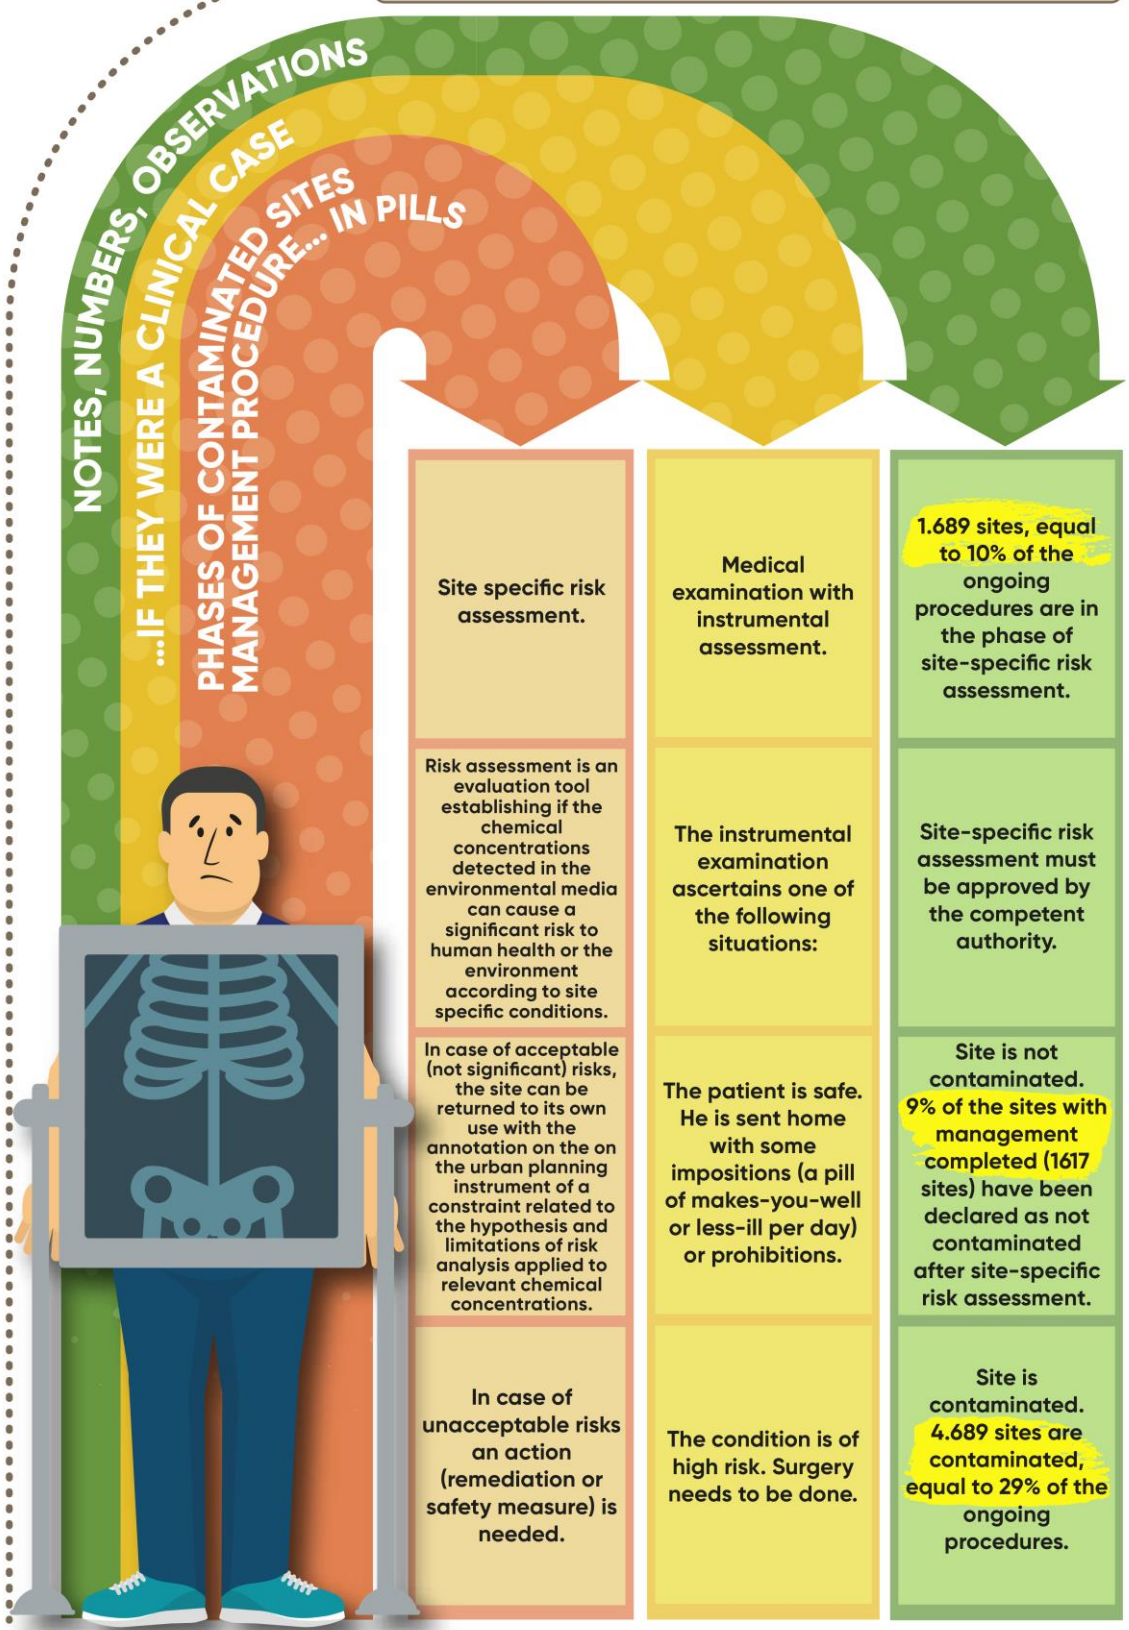 NOTES, NUMBERS, OBSERVATIONS
...IF THEY WERE A CLINICAL CASE
PHASES OF CONTAMINATED SITES
MANAGEMENT PROCEDURE... IN PILLS
Site specific risk
assessment.
Medical
examination with
instrumental
assessment.
1.689 sites, equal
to 10% of the
ongoing
procedures are in
the phase of
site-specific risk
assessment.
Risk assessment is an
evaluation tool
establishing if the
chemical
concentrations
detected in the
environmental media
can cause a
significant risk to
human health or the
environment
according to site
specific conditions.
The instrumental
examination
ascertains one of
the following
situations:
Site-specific risk
assessment must
be approved by
the competent
authority.
In case of acceptable
(not significant) risks,
the site can be
returned to its own
use with the
annotation on the on
the urban planning
instrument of a
constraint related to
the hypothesis and
limitations of risk
analysis applied to
relevant chemical
concentrations.
The patient is safe.
He is sent home
with some
impositions (a pill
of makes-you-well
or less-ill per day)
or prohibitions.
Site is not
contaminated.
9% of the sites with
management
completed (1617
sites) have been
declared as not
contaminated
after site-specific
risk assessment.
In case of
unacceptable risks
an action
(remediation or
safety measure) is
needed.
The condition is of
high risk. Surgery
needs to be done.
Site is
contaminated.
4.689 sites are
contaminated,
equal to 29% of the
ongoing
procedures.